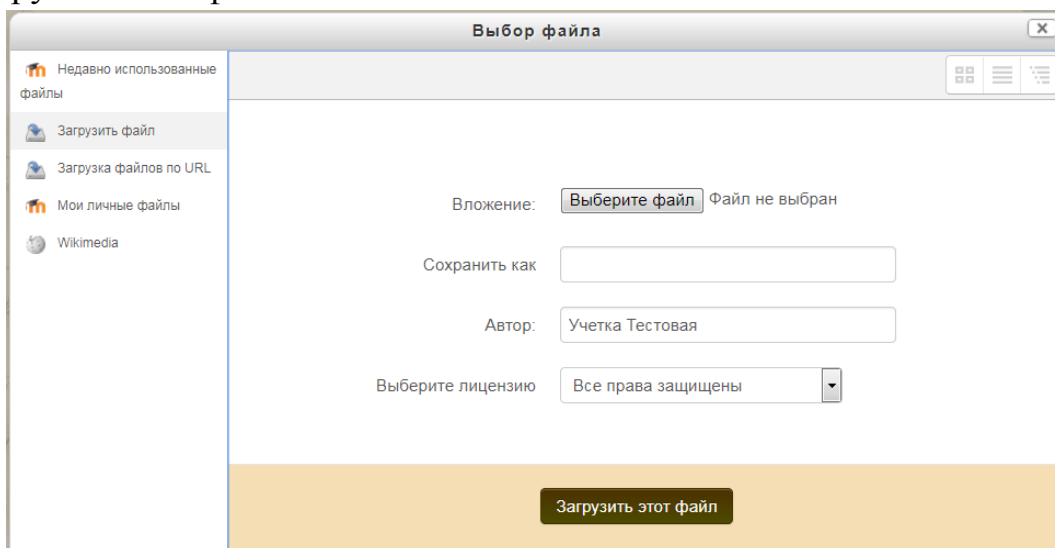 Выбор файла
Недавно использованные
файлы
Загрузить файл
Загрузка файлов по URL
Мои личные файлы
Wikimedia
Вложение: Выберите файл Файл не выбран
Сохранить как
Автор: Учетка Тестовая
Выберите лицензию Все права защищены
Загрузить этот файл